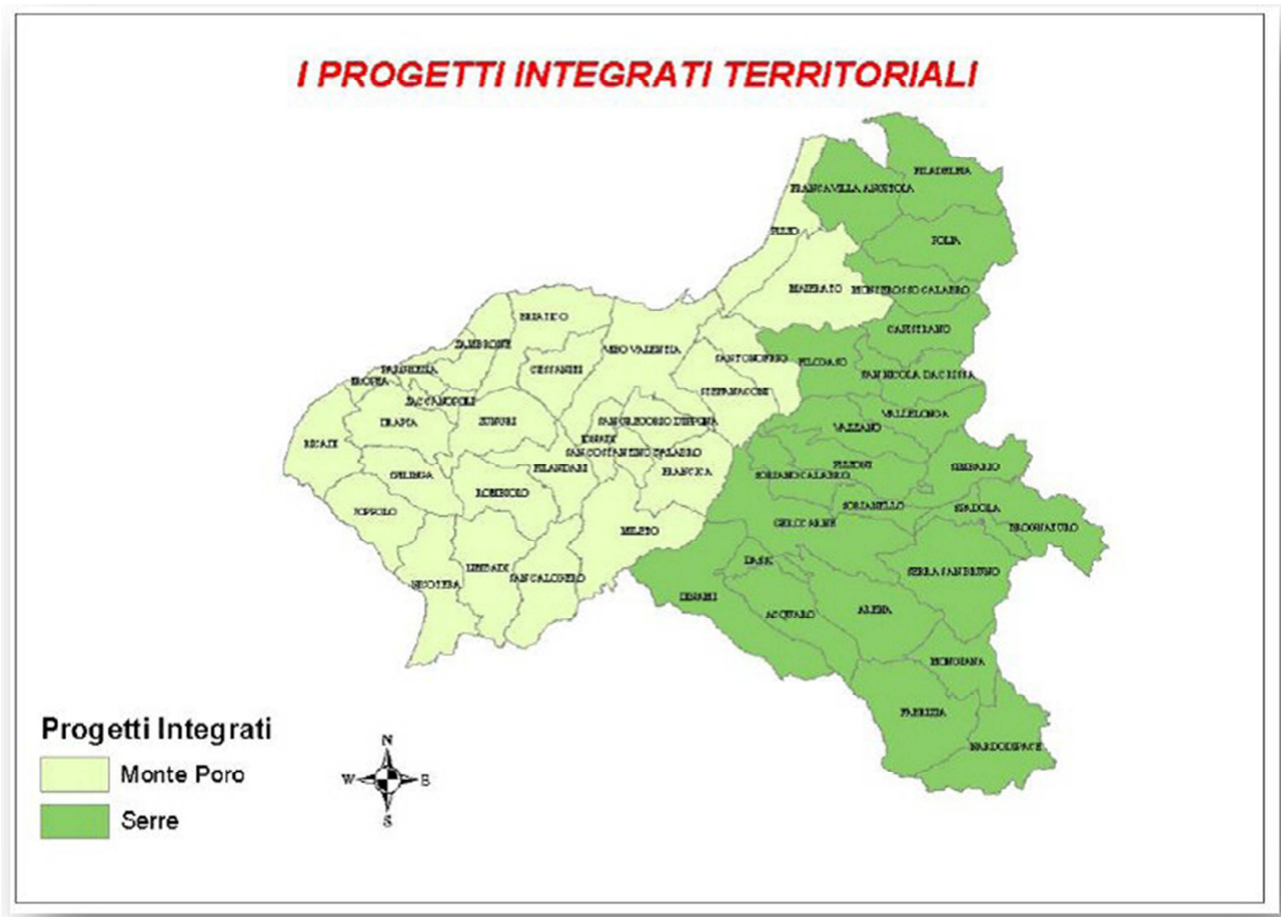 I PROGETTI INTEGRATI TERRITORIALI
FILADELFIA
FRANCAVILLA ANGITOLA
PIZZO
POLIA
MAIERATO
MONTEROSSO CALABRO
BRIATICO
CAPISTRANO
ZAMBRONE
VIBO VALENTIA
SANT'ONOFRIO
FILOGASO
PARGHELIA
CESSANITI
SAN NICOLA DA CRISSA
TROPEA
STEFANACONI
ZACCANOPOLI
VALLELONGA
DRAPIA
ZUNGRI
SAN GREGORIO D'IPPONA
VAZZANO
RICADI
IONADI
SAN COSTANTINO CALABRO
FILANDARI
PIZZONI
SIMBARIO
SPILINGA
FRANCICA
SORIANO CALABRO
ROMBIOLO
SORIANELLO
SPADOLA
JOPPOLO
GEROCARNE
BROGNATURO
MILETO
DASA'
LIMBADI
SAN CALOGERO
SERRA SAN BRUNO
NICOTERA
DINAMI
ACQUARO
ARENA
MONGIANA
FABRIZIA
NARDODIPACE
Progetti Integrati
Monte Poro
Serre
N
W
E
S